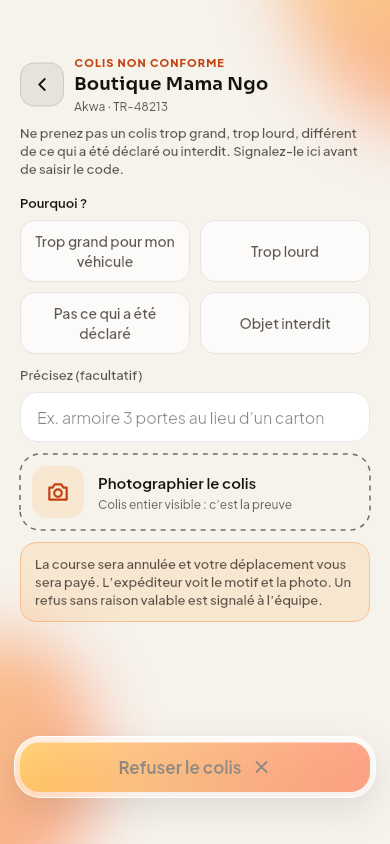 COLIS NON CONFORME
Boutique Mama Ngo
Akwa · TR-48213
Ne prenez pas un colis trop grand, trop lourd, différent
de ce qui a été déclaré ou interdit. Signalez-le ici avant
de saisir le code.
Pourquoi ?
Trop grand pour mon
véhicule
Trop lourd
Pas ce qui a été
déclaré
Objet interdit
Précisez (facultatif)
Ex. armoire 3 portes au lieu d’un carton
Photographier le colis
Colis entier visible : c’est la preuve
La course sera annulée et votre déplacement vous
sera payé. L’expéditeur voit le motif et la photo. Un
refus sans raison valable est signalé à l’équipe.
Refuser le colis